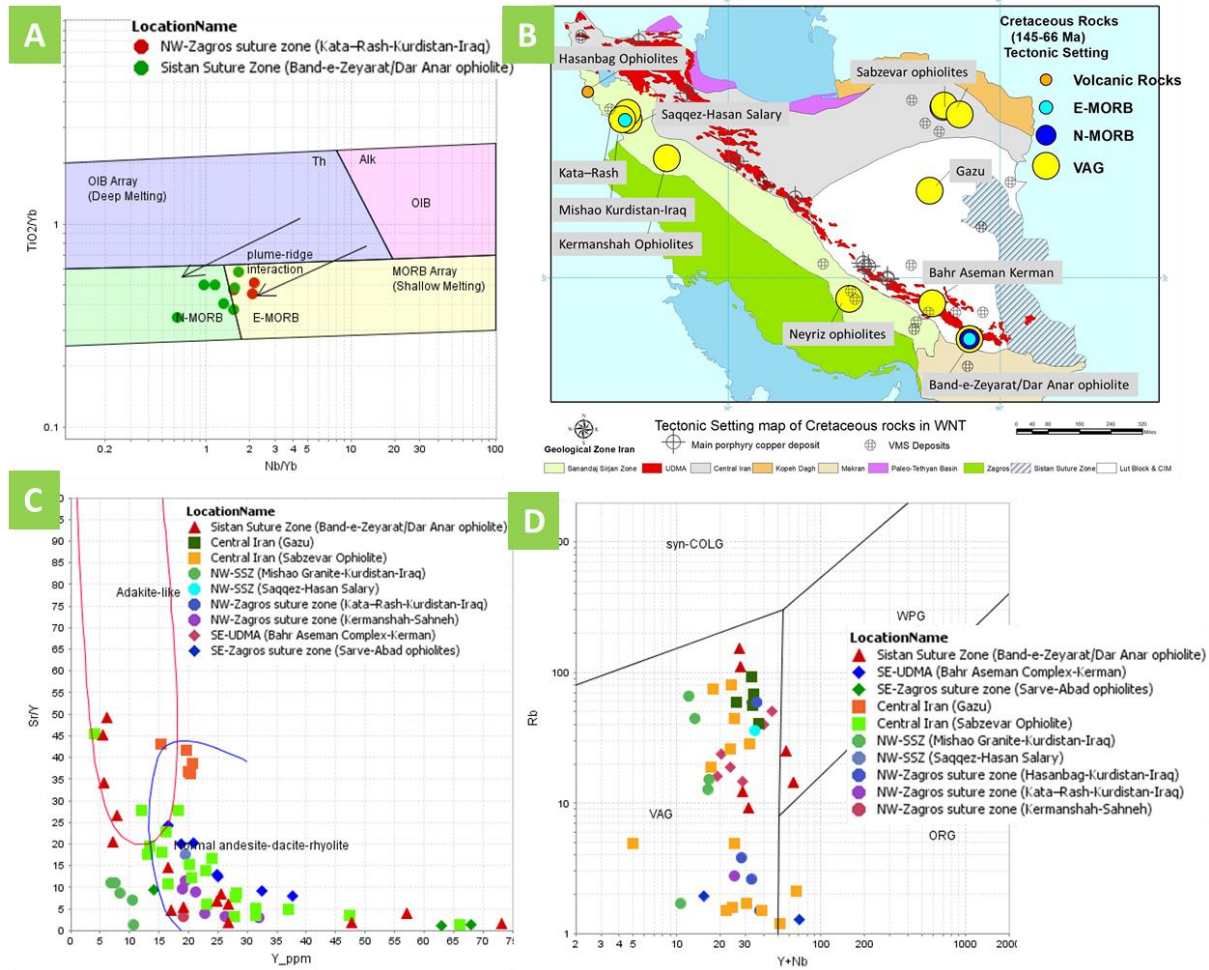 A
LocationName
NW-Zagros suture zone (Kata–Rash-Kurdistan-Iraq)
Sistan Suture Zone (Band-e-Zeyarat/Dar Anar ophiolite)
TiO2/Yb
1
0.1
OIB Array
(Deep Melting)
Th
Alk
OIB
plume-ridge
interaction
MORB Array
(Shallow Melting)
N-MORB
E-MORB
0.2
1
2
3
4
5
10
20
100
Nb/Yb
B
Cretaceous Rocks
(145-66 Ma)
Tectonic Setting
Volcanic Rocks
E-MORB
N-MORB
VAG
Hasanbag Ophiolites
Sabzevar ophiolites
Saqqez-Hasan Salary
Kata–Rash
Gazu
Mishao Kurdistan-Iraq
Kermanshah Ophiolites
Bahr Aseman Kerman
Neyriz ophiolites
Band-e-Zeyarat/Dar Anar ophiolite
Tectonic Setting map of Cretaceous rocks in WNT
Geological Zone Iran
Main porphyry copper deposit
VMS Deposits
Miles
Sanandaj Sirjan Zone
UDMA
Central Iran
Kopeh Dagh
Makran
Paleo-Tethyan Basin
Zagros
Sistan Suture Zone
Lut Block & CIM
C
LocationName
Sistan Suture Zone (Band-e-Zeyarat/Dar Anar ophiolite)
Central Iran (Gazu)
Central Iran (Sabzevar Ophiolite)
NW-SSZ (Mishao Granite-Kurdistan-Iraq)
NW-SSZ (Saqqez-Hasan Salary)
NW-Zagros suture zone (Kata–Rash-Kurdistan-Iraq)
NW-Zagros suture zone (Kermanshah-Sahneh)
SE-UDMA (Bahr Aseman Complex-Kerman)
SE-Zagros suture zone (Sarve-Abad ophiolites)
Adakite-like
Normal andesite-dacite-rhyolite
Sr/Y
90
85
80
75
70
65
60
55
50
45
40
35
30
25
20
15
10
5
0
0
5
10
15
20
25
30
35
40
45
50
55
60
65
70
75
Y_ppm
D
syn-COLG
WPG
VAG
ORG
LocationName
Sistan Suture Zone (Band-e-Zeyarat/Dar Anar ophiolite)
SE-UDMA (Bahr Aseman Complex-Kerman)
SE-Zagros suture zone (Sarve-Abad ophiolites)
Central Iran (Gazu)
Central Iran (Sabzevar Ophiolite)
NW-SSZ (Mishao Granite-Kurdistan-Iraq)
NW-SSZ (Saqqez-Hasan Salary)
NW-Zagros suture zone (Hasanbag-Kurdistan-Iraq)
NW-Zagros suture zone (Kata–Rash-Kurdistan-Iraq)
NW-Zagros suture zone (Kermanshah-Sahneh)
Rb
100
10
1
2
3
4
5
10
20
30
100
200
1000
2000
Y+Nb